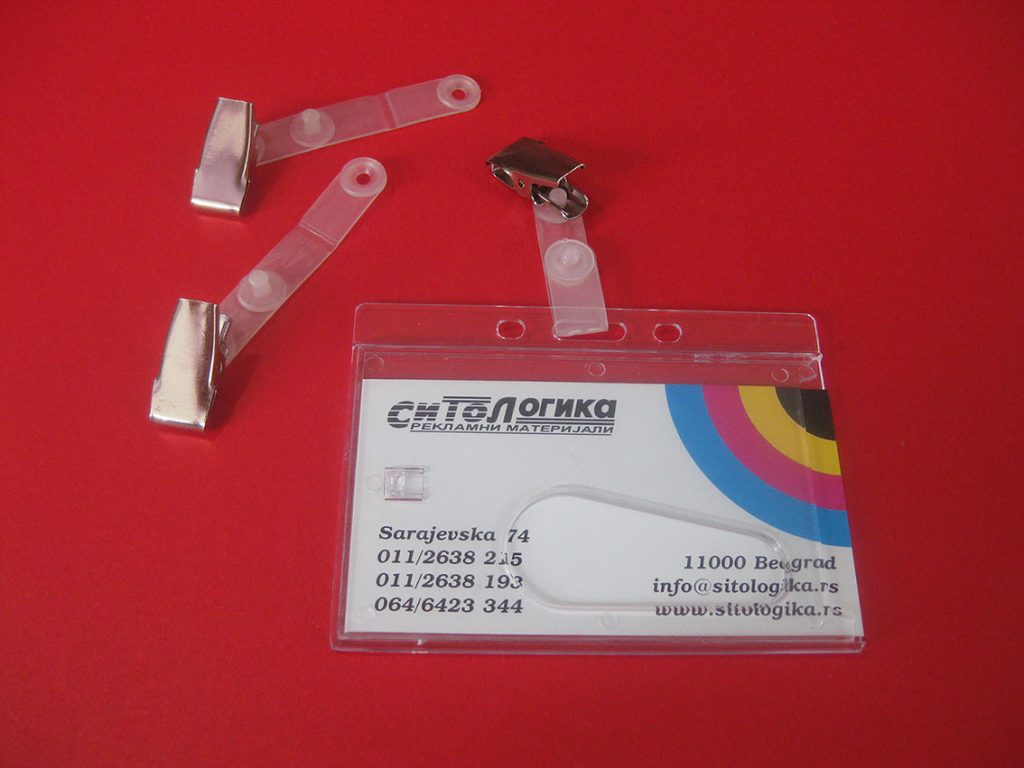 ситоЛогика
РЕКЛАМНИ МАТЕРИЈАЛИ
Sarajevska 74
011/2638 215
011/2638 193
064/6423 344
11000 Beograd
info@sitologika.rs
www.sitologika.rs